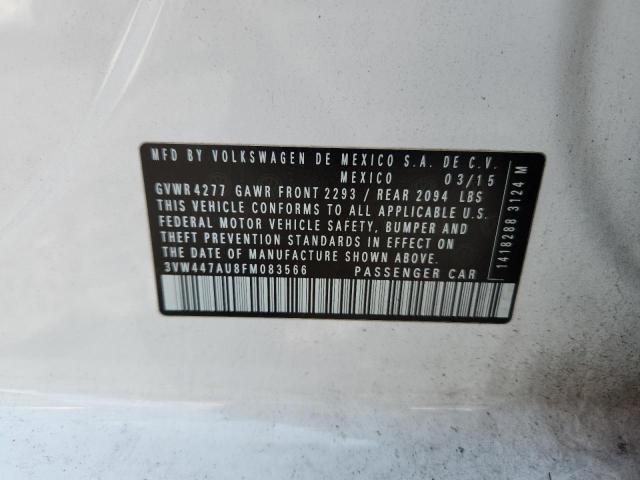 MFD BY VOLKSWAGEN DE MEXICO S.A. DE C.V.
MEXICO 03/15
GVWR 4277 GAWR FRONT 2293 / REAR 2094 LBS
THIS VEHICLE CONFORMS TO ALL APPLICABLE U.S.
FEDERAL MOTOR VEHICLE SAFETY, BUMPER AND
THEFT PREVENTION STANDARDS IN EFFECT ON
THE DATE OF MANUFACTURE SHOWN ABOVE.
3VW447AU8FM083566 PASSENGER CAR
1418288 3124 M